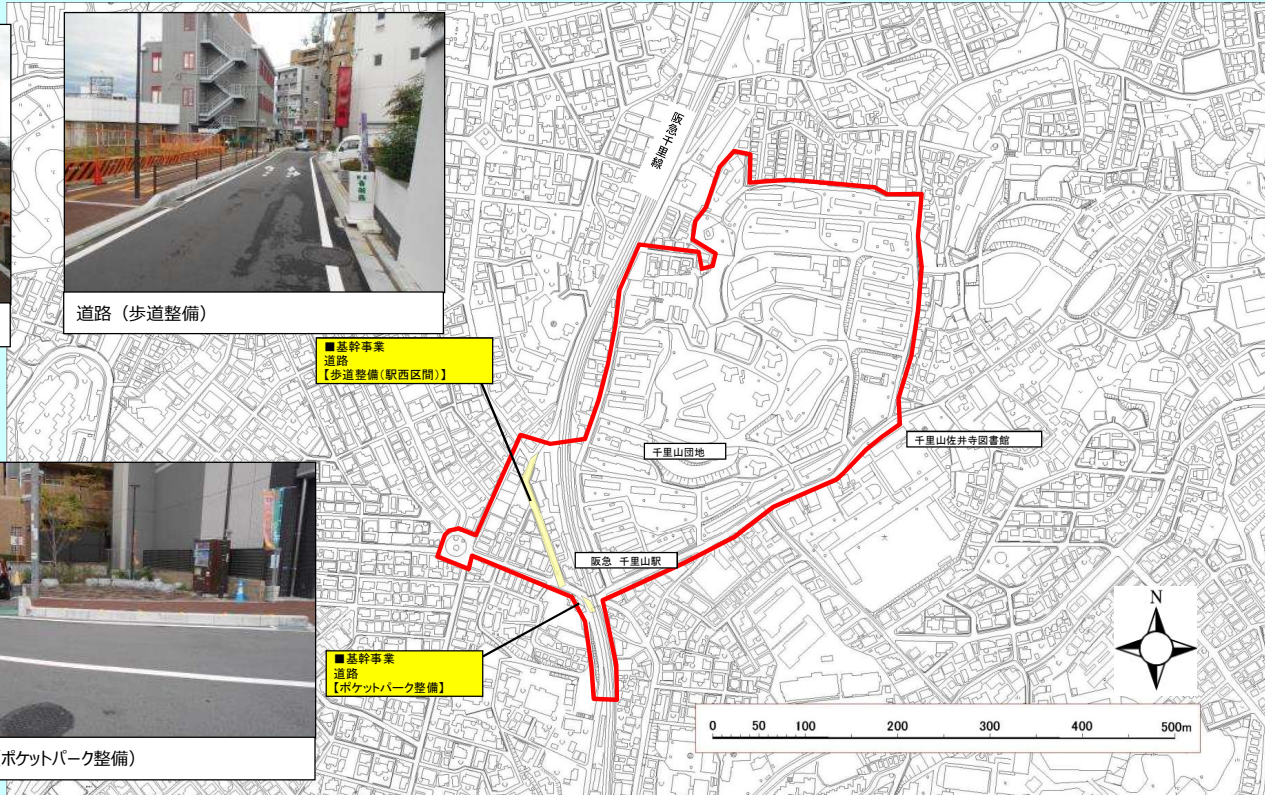 道路（歩道整備）
阪急千里線
■基幹事業
道路
【歩道整備(駅西区間)】
千里山団地
千里山佐井寺図書館
阪急 千里山駅
■基幹事業
道路
【ポケットパーク整備】
ポケットパーク整備）
N
0 50 100 200 300 400 500m